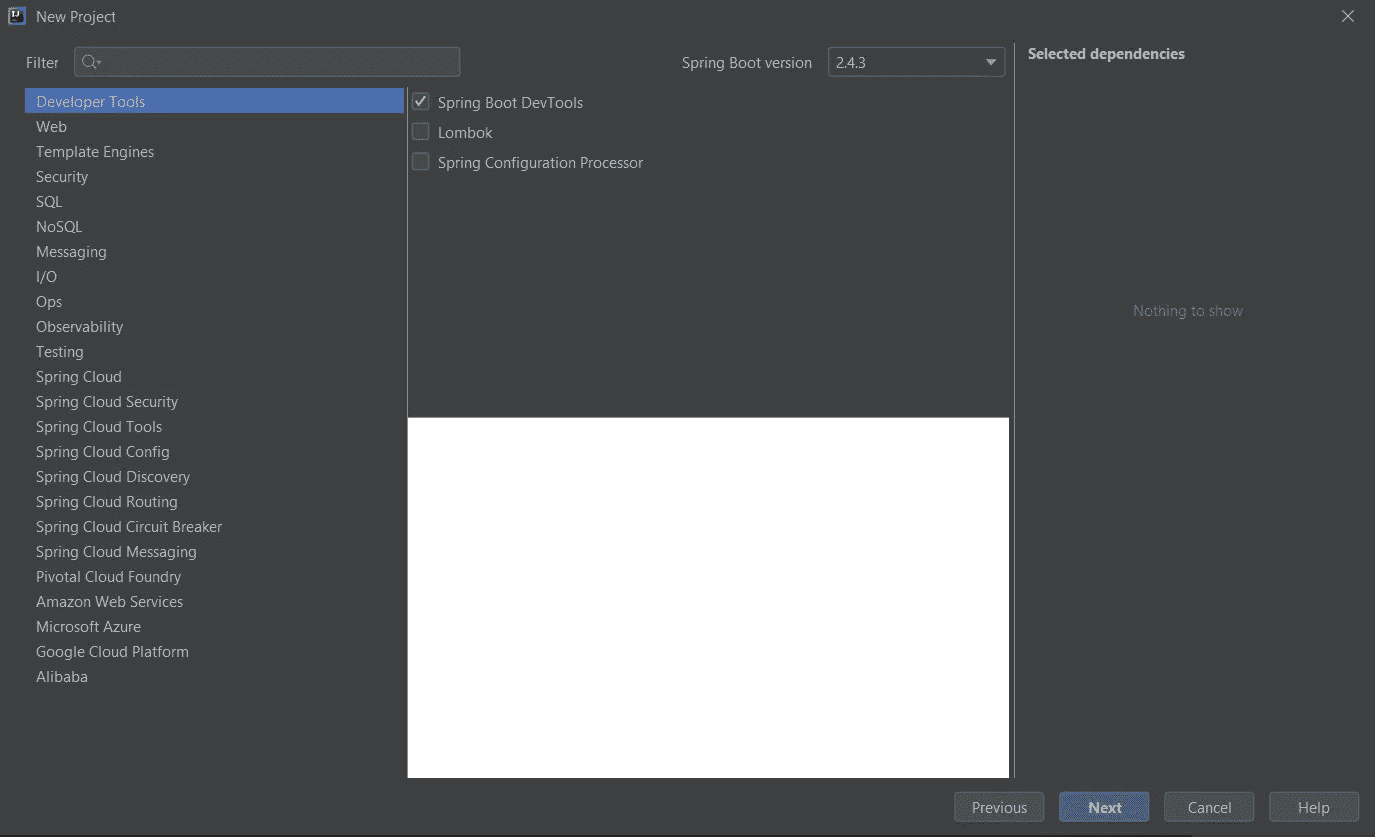 New Project
Filter
Spring Boot version 2.4.3
Selected dependencies
Developer Tools
Web
Template Engines
Security
SQL
NoSQL
Messaging
I/O
Ops
Observability
Testing
Spring Cloud
Spring Cloud Security
Spring Cloud Tools
Spring Cloud Config
Spring Cloud Discovery
Spring Cloud Routing
Spring Cloud Circuit Breaker
Spring Cloud Messaging
Pivotal Cloud Foundry
Amazon Web Services
Microsoft Azure
Google Cloud Platform
Alibaba
Spring Boot DevTools
Lombok
Spring Configuration Processor
Nothing to show
Previous
Next
Cancel
Help